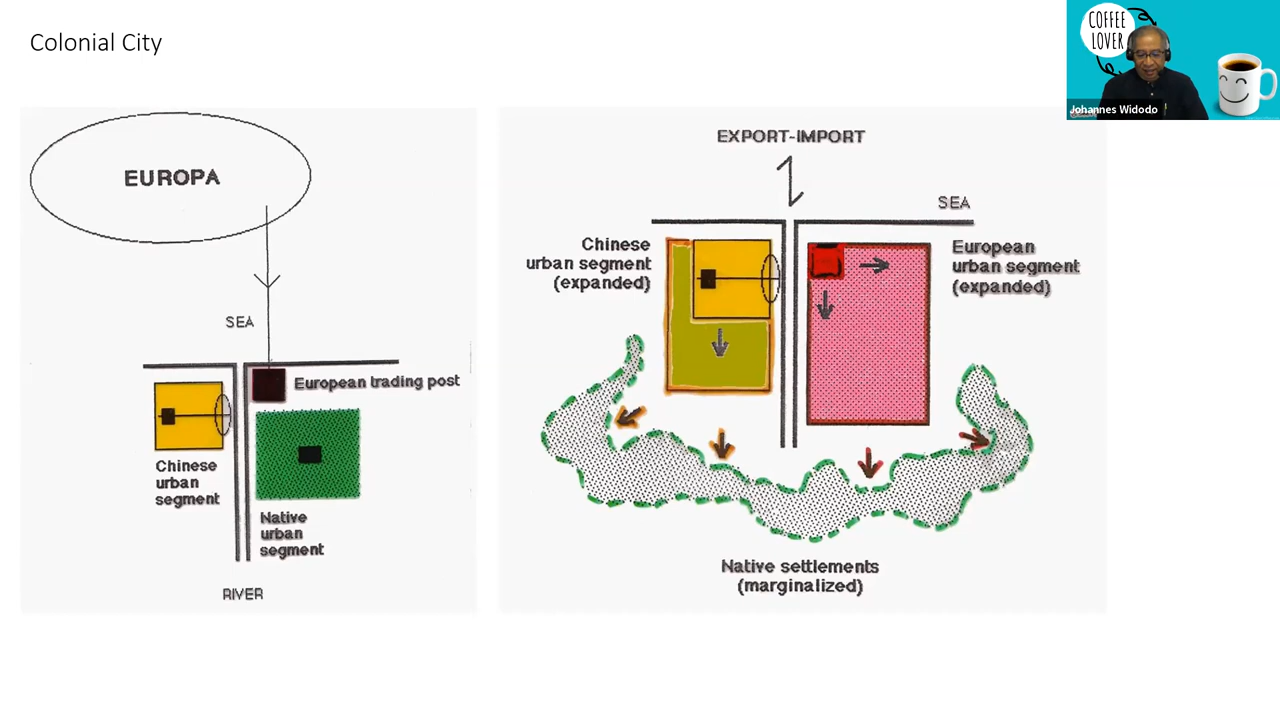 Colonial City
COFFEE
LOVER
Johannes Widodo
EUROPA
SEA
European trading post
Chinese
urban
segment
Native
urban
segment
RIVER
EXPORT-IMPORT
SEA
Chinese
urban segment
(expanded)
European
urban segment
(expanded)
Native settlements
(marginalized)